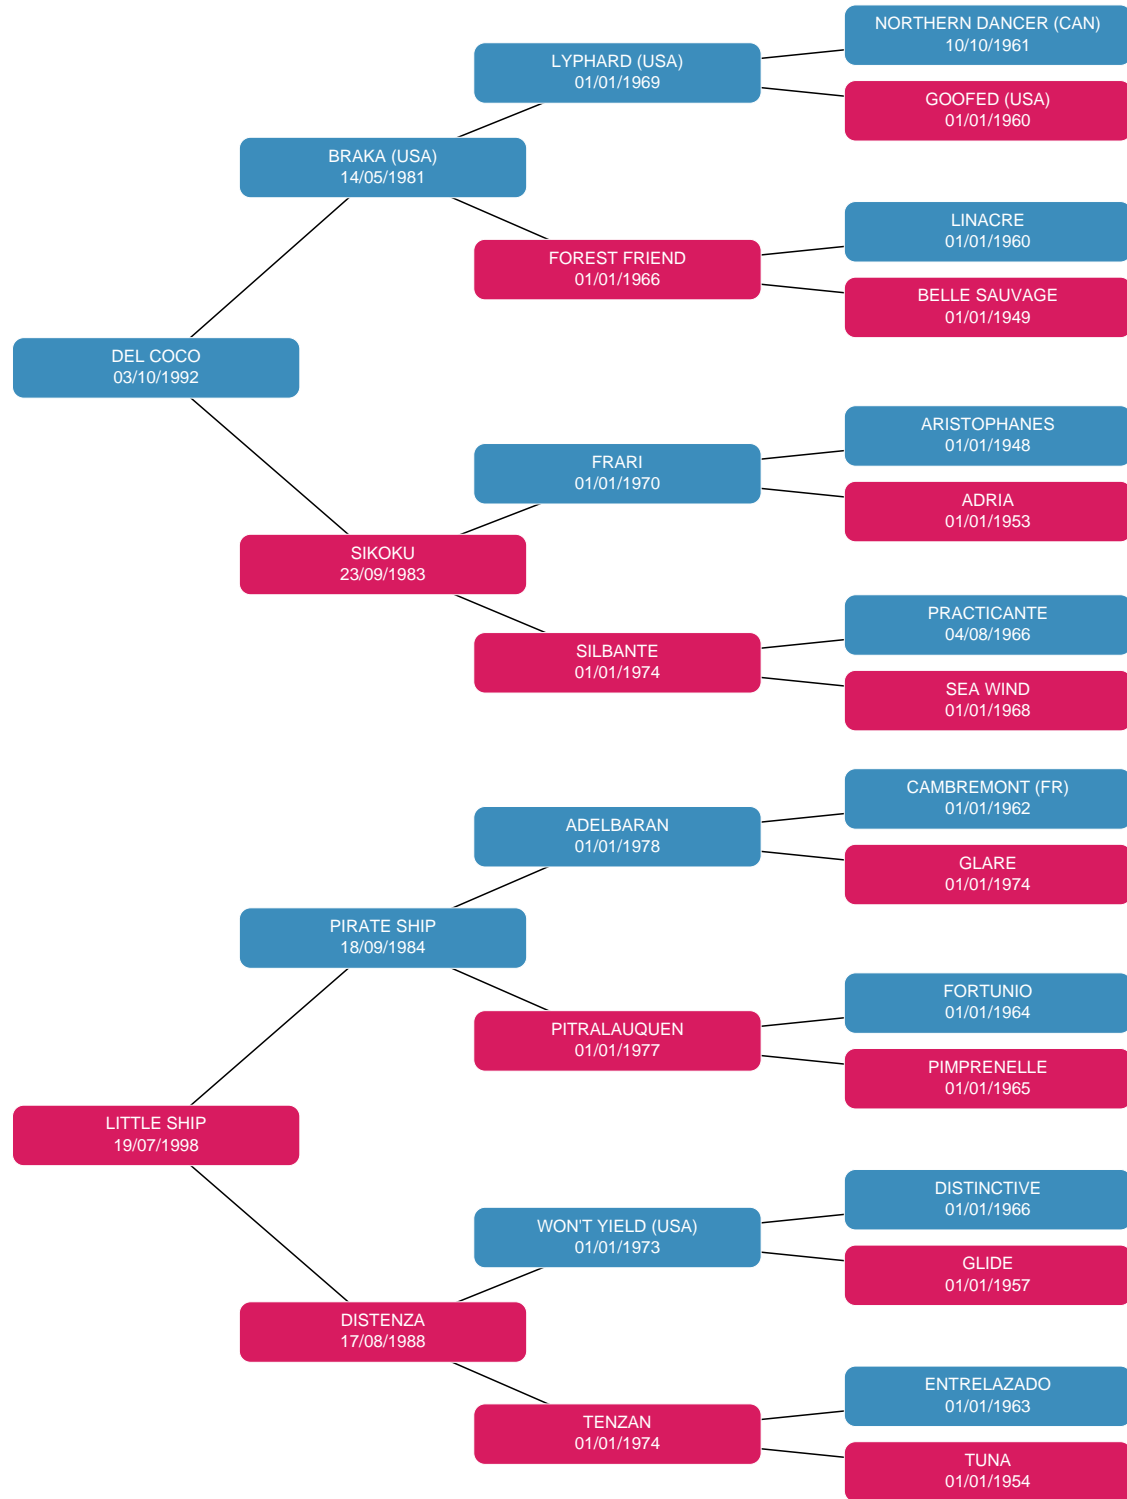 NORTHERN DANCER (CAN)
10/10/1961
LYPHARD (USA)
01/01/1969
GOOFED (USA)
01/01/1960
BRAKA (USA)
14/05/1981
LINACRE
01/01/1960
FOREST FRIEND
01/01/1966
BELLE SAUVAGE
01/01/1949
DEL COCO
03/10/1992
ARISTOPHANES
01/01/1948
FRARI
01/01/1970
ADRIA
01/01/1953
SIKOKU
23/09/1983
PRACTICANTE
04/08/1966
SILBANTE
01/01/1974
SEA WIND
01/01/1968
CAMBREMONT (FR)
01/01/1962
ADELBARAN
01/01/1978
GLARE
01/01/1974
PIRATE SHIP
18/09/1984
FORTUNIO
01/01/1964
PITRALAUQUEN
01/01/1977
PIMPRENELLE
01/01/1965
LITTLE SHIP
19/07/1998
DISTINCTIVE
01/01/1966
WON'T YIELD (USA)
01/01/1973
GLIDE
01/01/1957
DISTENZA
17/08/1988
ENTRELAZADO
01/01/1963
TENZAN
01/01/1974
TUNA
01/01/1954